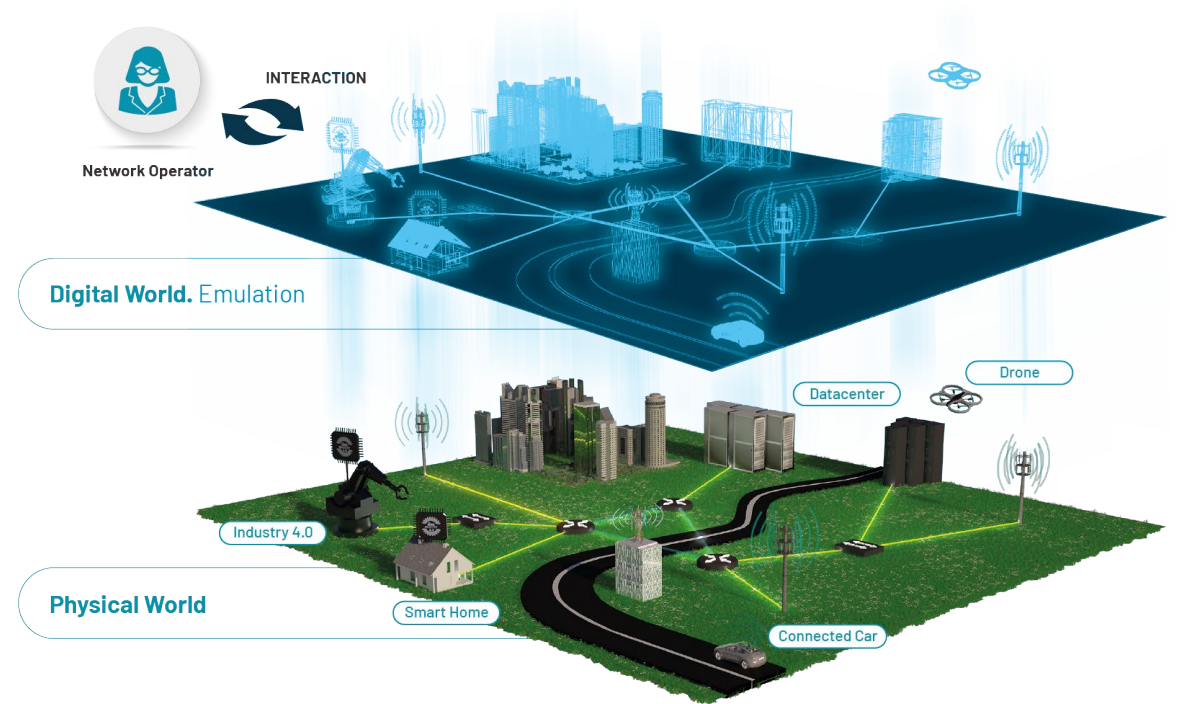 INTERACTION
Network Operator
Digital World. Emulation
Drone
Datacenter
Industry 4.0
Physical World
Smart Home
Connected Car